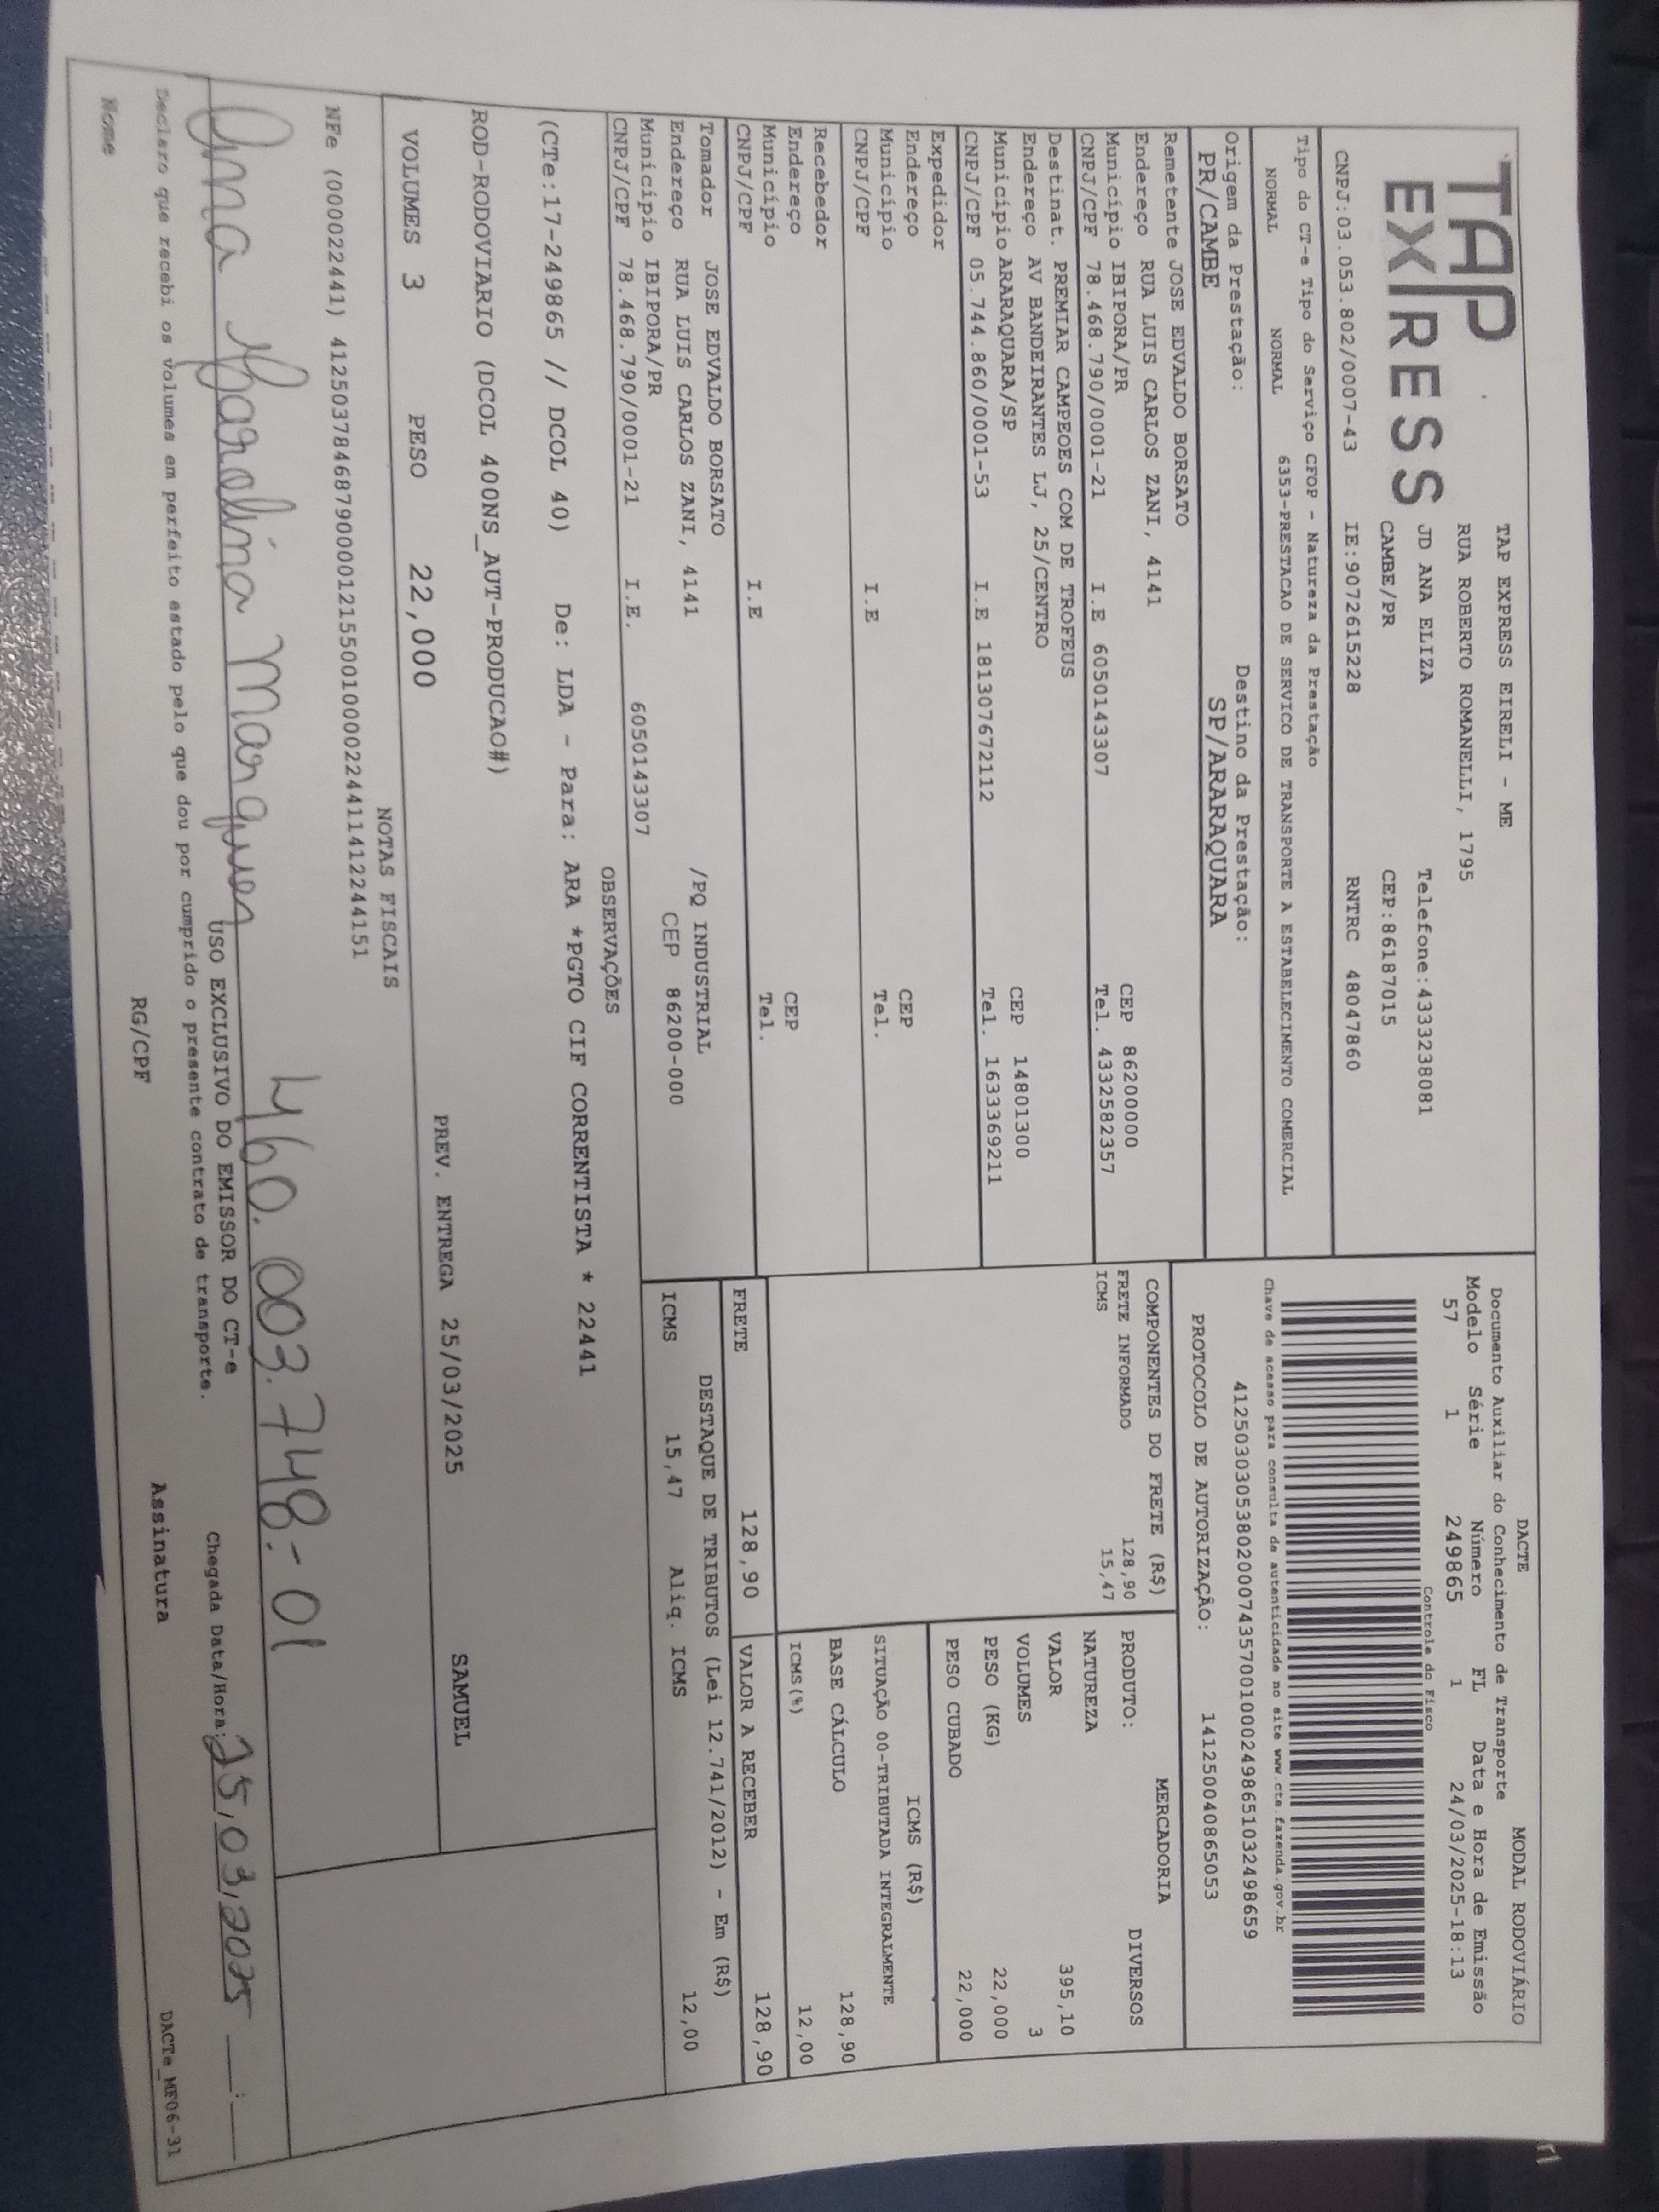 TAP
EXPRESS
TAP EXPRESS EIRELI - ME
RUA ROBERTO ROMANELLI, 1795
JD ANA ELIZA Telefone:4333238081
CAMBE/PR CEP:86187015
CNPJ:03.053.802/0007-43 IE:9072615228 RNTRC 48047860
Tipo do CT-e Tipo do Serviço CFOP - Natureza da Prestação
NORMAL NORMAL 6353-PRESTACAO DE SERVICO DE TRANSPORTE A ESTABELECIMENTO COMERCIAL
Origem da Prestação: Destino da Prestação:
PR/CAMBE SP/ARARAQUARA
DACTE MODAL RODOVIÁRIO
Documento Auxiliar do Conhecimento de Transporte
Modelo Série Número FL Data e Hora de Emissão
57 1 249865 1 24/03/2025-18:13
Controle do Fisco
Chave de acesso para consulta de autenticidade no site www.cte.fazenda.gov.br
41250303053802000743570010002498651032498659
PROTOCOLO DE AUTORIZAÇÃO: 141250040865053
Remetente JOSE EDVALDO BORSATO
Endereço RUA LUIS CARLOS ZANI, 4141
Município IBIPORA/PR CEP 86200000
CNPJ/CPF 78.468.790/0001-21 I.E 6050143307 Tel. 4332582357
Destinat. PREMIAR CAMPEOES COM DE TROFEUS
Endereço AV BANDEIRANTES LJ, 25/CENTRO
Município ARARAQUARA/SP CEP 14801300
CNPJ/CPF 05.744.860/0001-53 I.E 181307672112 Tel. 1633369211
Expedidor
Endereço
Município CEP
CNPJ/CPF I.E Tel.
Recebedor
Endereço
Município CEP
CNPJ/CPF I.E Tel.
Tomador JOSE EDVALDO BORSATO
Endereço RUA LUIS CARLOS ZANI, 4141 /PQ INDUSTRIAL
Município IBIPORA/PR CEP 86200-000
CNPJ/CPF 78.468.790/0001-21 I.E. 6050143307
COMPONENTES DO FRETE (R$)
FRETE INFORMADO 128,90
ICMS 15,47
MERCADORIA
PRODUTO: DIVERSOS
NATUREZA
VALOR 395,10
VOLUMES 3
PESO (KG) 22,000
PESO CUBADO 22,000
ICMS (R$)
SITUAÇÃO 00-TRIBUTADA INTEGRALMENTE
BASE CÁLCULO 128,90
ICMS(%) 12,00
FRETE 128,90 VALOR A RECEBER 128,90
DESTAQUE DE TRIBUTOS (Lei 12.741/2012) - Em (R$)
ICMS 15,47 Aliq. ICMS 12,00
OBSERVAÇÕES
(CTe:17-249865 // DCOL 40) De: LDA - Para: ARA *PGTO CIF CORRENTISTA * 22441
ROD-RODOVIARIO (DCOL 400NS_AUT-PRODUCAO#)
VOLUMES 3 PESO 22,000 PREV. ENTREGA 25/03/2025 SAMUEL
NOTAS FISCAIS
NFe (000022441) 41250378468790000121550010000224411412244151
Ana Karolina Marques 460.003.748-01
USO EXCLUSIVO DO EMISSOR DO CT-e
Declaro que recebi os volumes em perfeito estado pelo que dou por cumprido o presente contrato de transporte.
Chegada Data/Hora: 25/03/2025 __:__
Nome RG/CPF Assinatura
DACTe_MF06-31